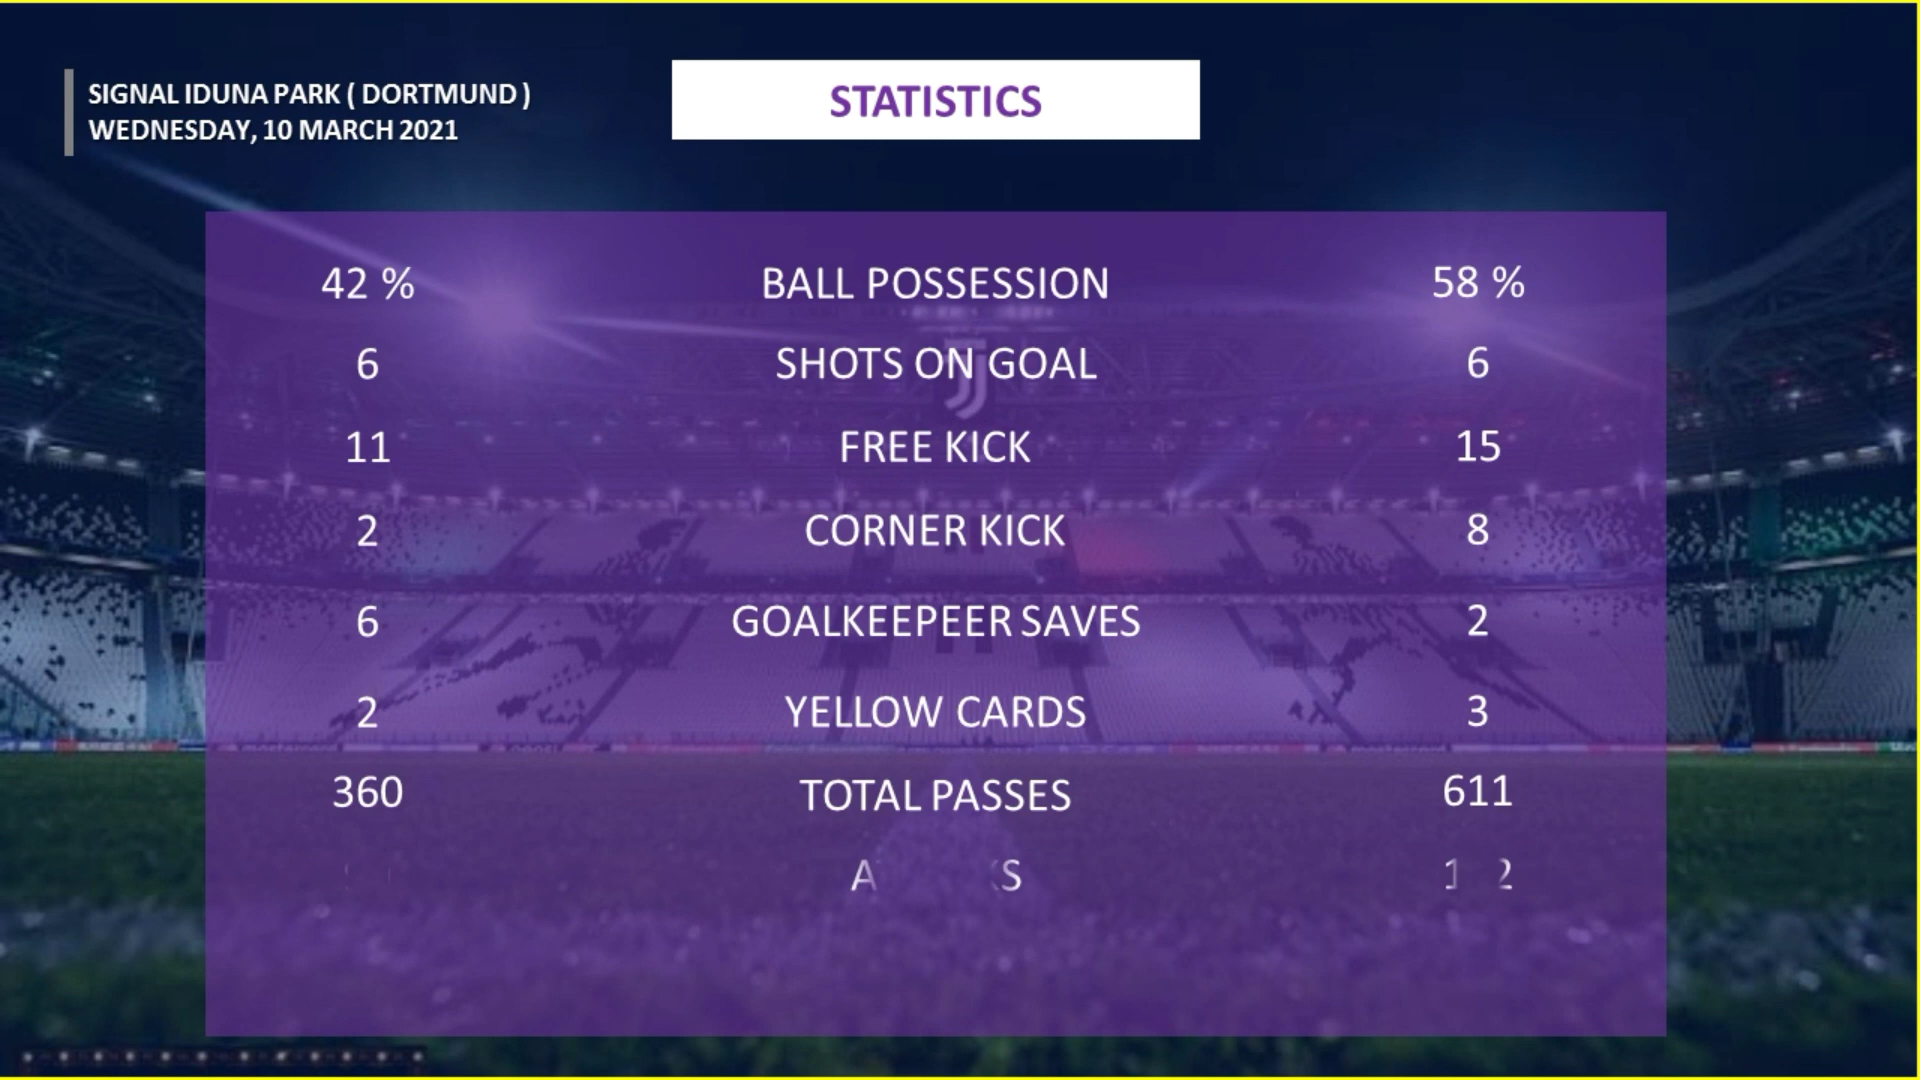 SIGNAL IDUNA PARK ( DORTMUND )
WEDNESDAY, 10 MARCH 2021
STATISTICS
42 % BALL POSSESSION 58 %
6 SHOTS ON GOAL 6
11 FREE KICK 15
2 CORNER KICK 8
6 GOALKEEPEER SAVES 2
2 YELLOW CARDS 3
360 TOTAL PASSES 611